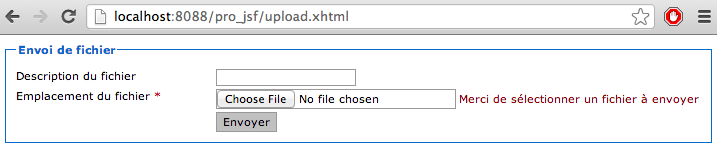 localhost:8088/pro_jsf/upload.xhtml
Envoi de fichier
Description du fichier
Emplacement du fichier * Choose File No file chosen Merci de sélectionner un fichier à envoyer
Envoyer